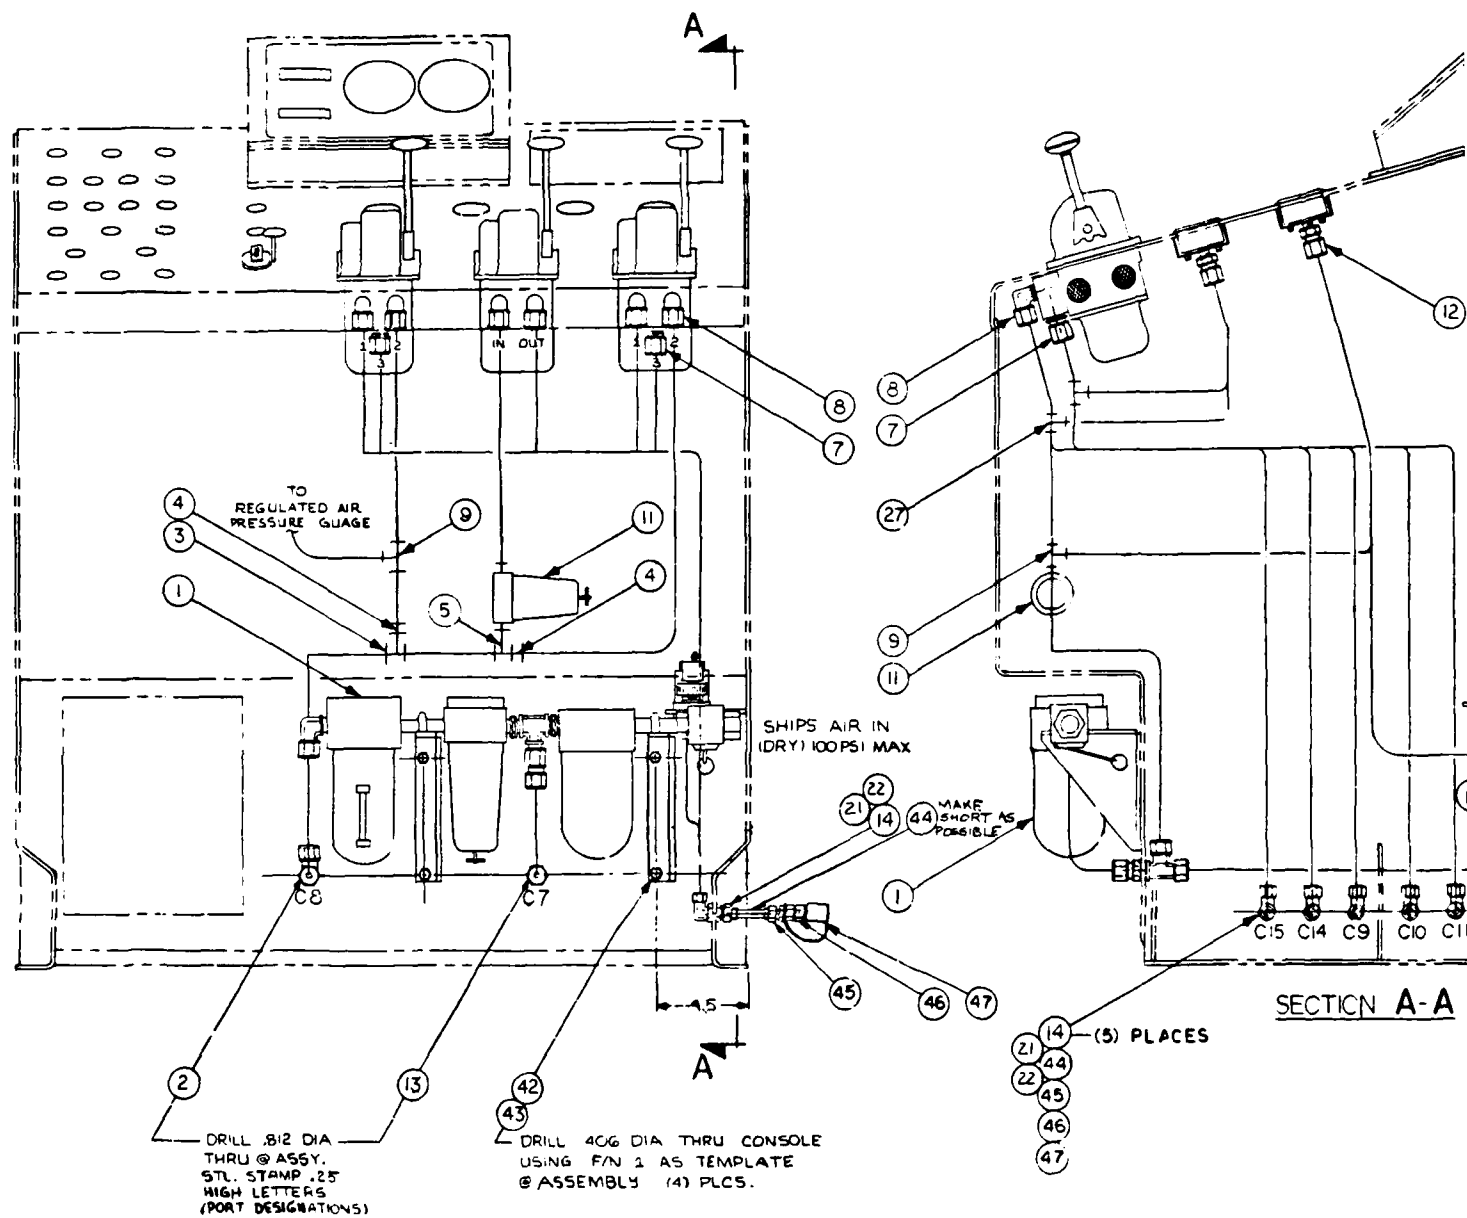 A
1
2
3
IN OUT
1
2
3
8
7
12
8
7
27
9
11
TO
REGULATED AIR
PRESSURE GUAGE
4
3
9
11
1
4
5
SHIPS AIR IN
(DRY) 100 PSI MAX
22
21
14
44
MAKE
SHORT AS
POSSIBLE
1
C8
C7
C15 C14 C9 C10 C11
45
46
47
4.5
A
SECTION A-A
14 (5) PLACES
21
44
22
45
46
47
2
13
42
43
DRILL .812 DIA
THRU @ ASSY.
STL. STAMP .25
HIGH LETTERS
(PORT DESIGNATIONS)
DRILL .406 DIA THRU CONSOLE
USING F/N 1 AS TEMPLATE
@ ASSEMBLY (4) PLCS.